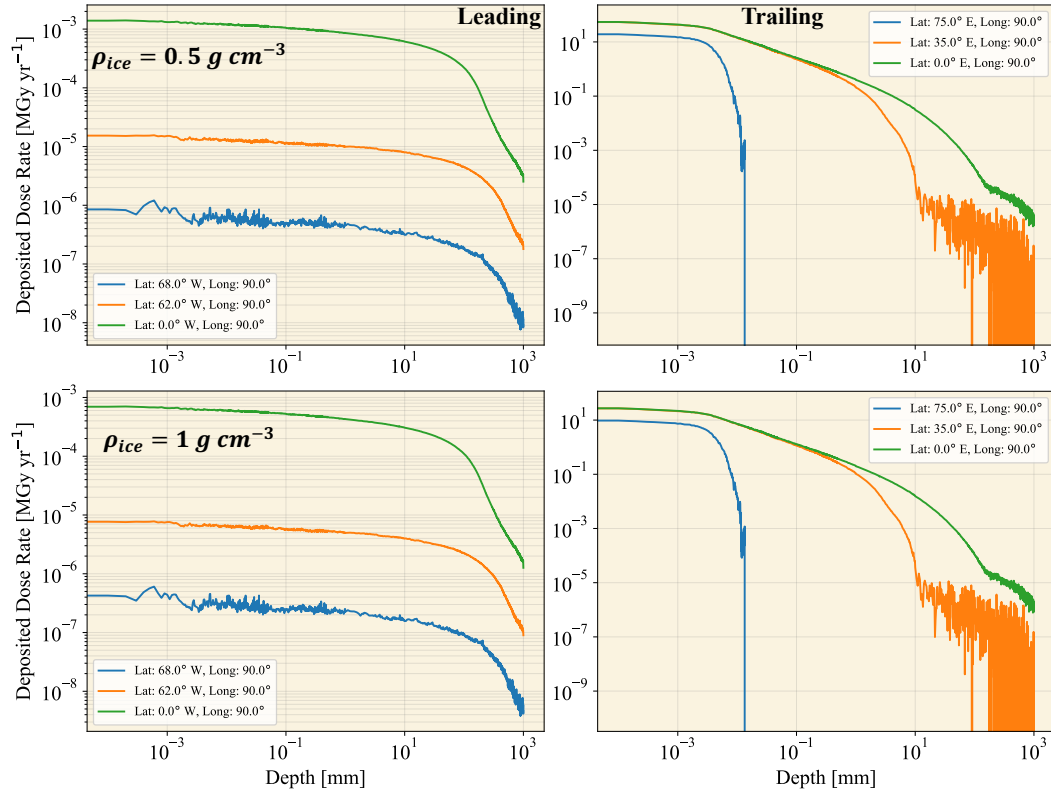 Leading
Trailing
ρ_ice = 0.5 g cm⁻³
Deposited Dose Rate [MGy yr⁻¹]
10⁻³
10⁻⁴
10⁻⁵
10⁻⁶
10⁻⁷
10⁻⁸
Lat: 68.0° W, Long: 90.0°
Lat: 62.0° W, Long: 90.0°
Lat: 0.0° W, Long: 90.0°
10⁻³
10⁻¹
10¹
10³
10¹
10⁻¹
10⁻³
10⁻⁵
10⁻⁷
10⁻⁹
Lat: 75.0° E, Long: 90.0°
Lat: 35.0° E, Long: 90.0°
Lat: 0.0° E, Long: 90.0°
10⁻³
10⁻¹
10¹
10³
ρ_ice = 1 g cm⁻³
Deposited Dose Rate [MGy yr⁻¹]
10⁻³
10⁻⁴
10⁻⁵
10⁻⁶
10⁻⁷
10⁻⁸
Lat: 68.0° W, Long: 90.0°
Lat: 62.0° W, Long: 90.0°
Lat: 0.0° W, Long: 90.0°
10⁻³
10⁻¹
10¹
10³
Depth [mm]
10¹
10⁻¹
10⁻³
10⁻⁵
10⁻⁷
10⁻⁹
Lat: 75.0° E, Long: 90.0°
Lat: 35.0° E, Long: 90.0°
Lat: 0.0° E, Long: 90.0°
10⁻³
10⁻¹
10¹
10³
Depth [mm]